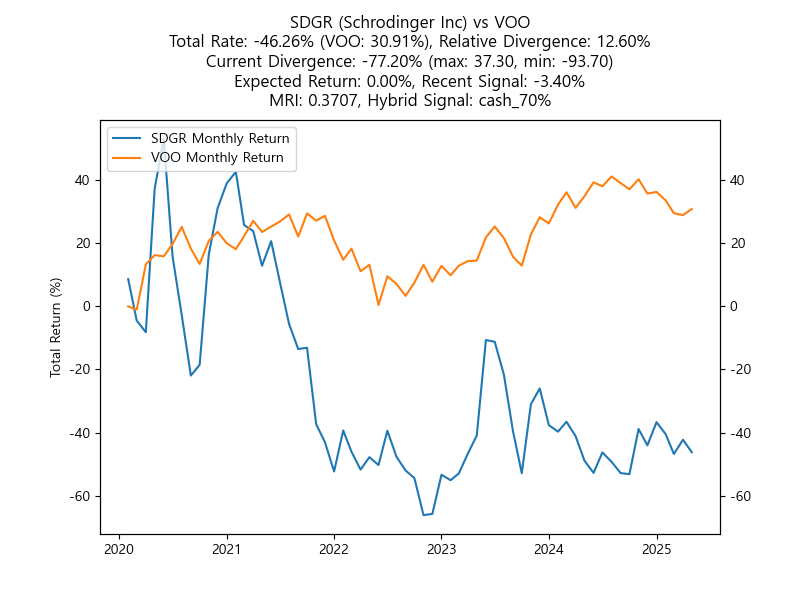 SDGR (Schrodinger Inc) vs VOO
Total Rate: -46.26% (VOO: 30.91%), Relative Divergence: 12.60%
Current Divergence: -77.20% (max: 37.30, min: -93.70)
Expected Return: 0.00%, Recent Signal: -3.40%
MRI: 0.3707, Hybrid Signal: cash_70%
SDGR Monthly Return
VOO Monthly Return
Total Return (%)
40
20
0
-20
-40
-60
40
20
0
-20
-40
-60
2020 2021 2022 2023 2024 2025